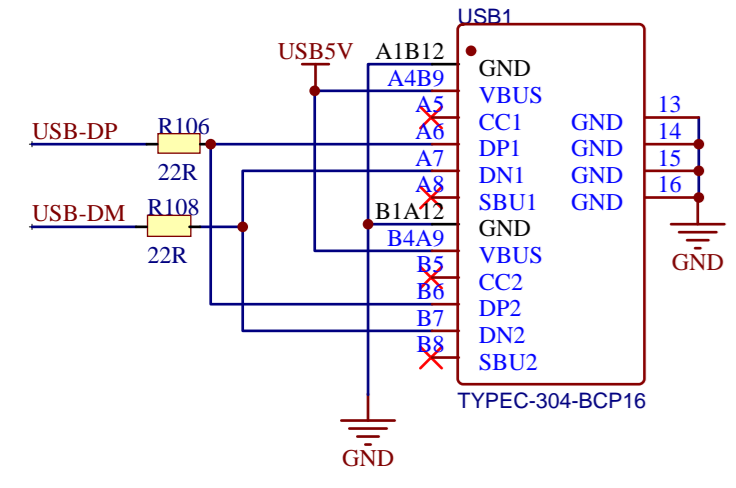 USB1
USB5V
A1B12
GND
A4B9
VBUS
13
A5
CC1
GND
USB-DP
R106
A6
DP1
14
GND
22R
A7
DN1
15
GND
A8
SBU1
16
GND
USB-DM
R108
B1A12
GND
22R
B4A9
VBUS
GND
B5
CC2
B6
DP2
B7
DN2
B8
SBU2
TYPEC-304-BCP16
GND